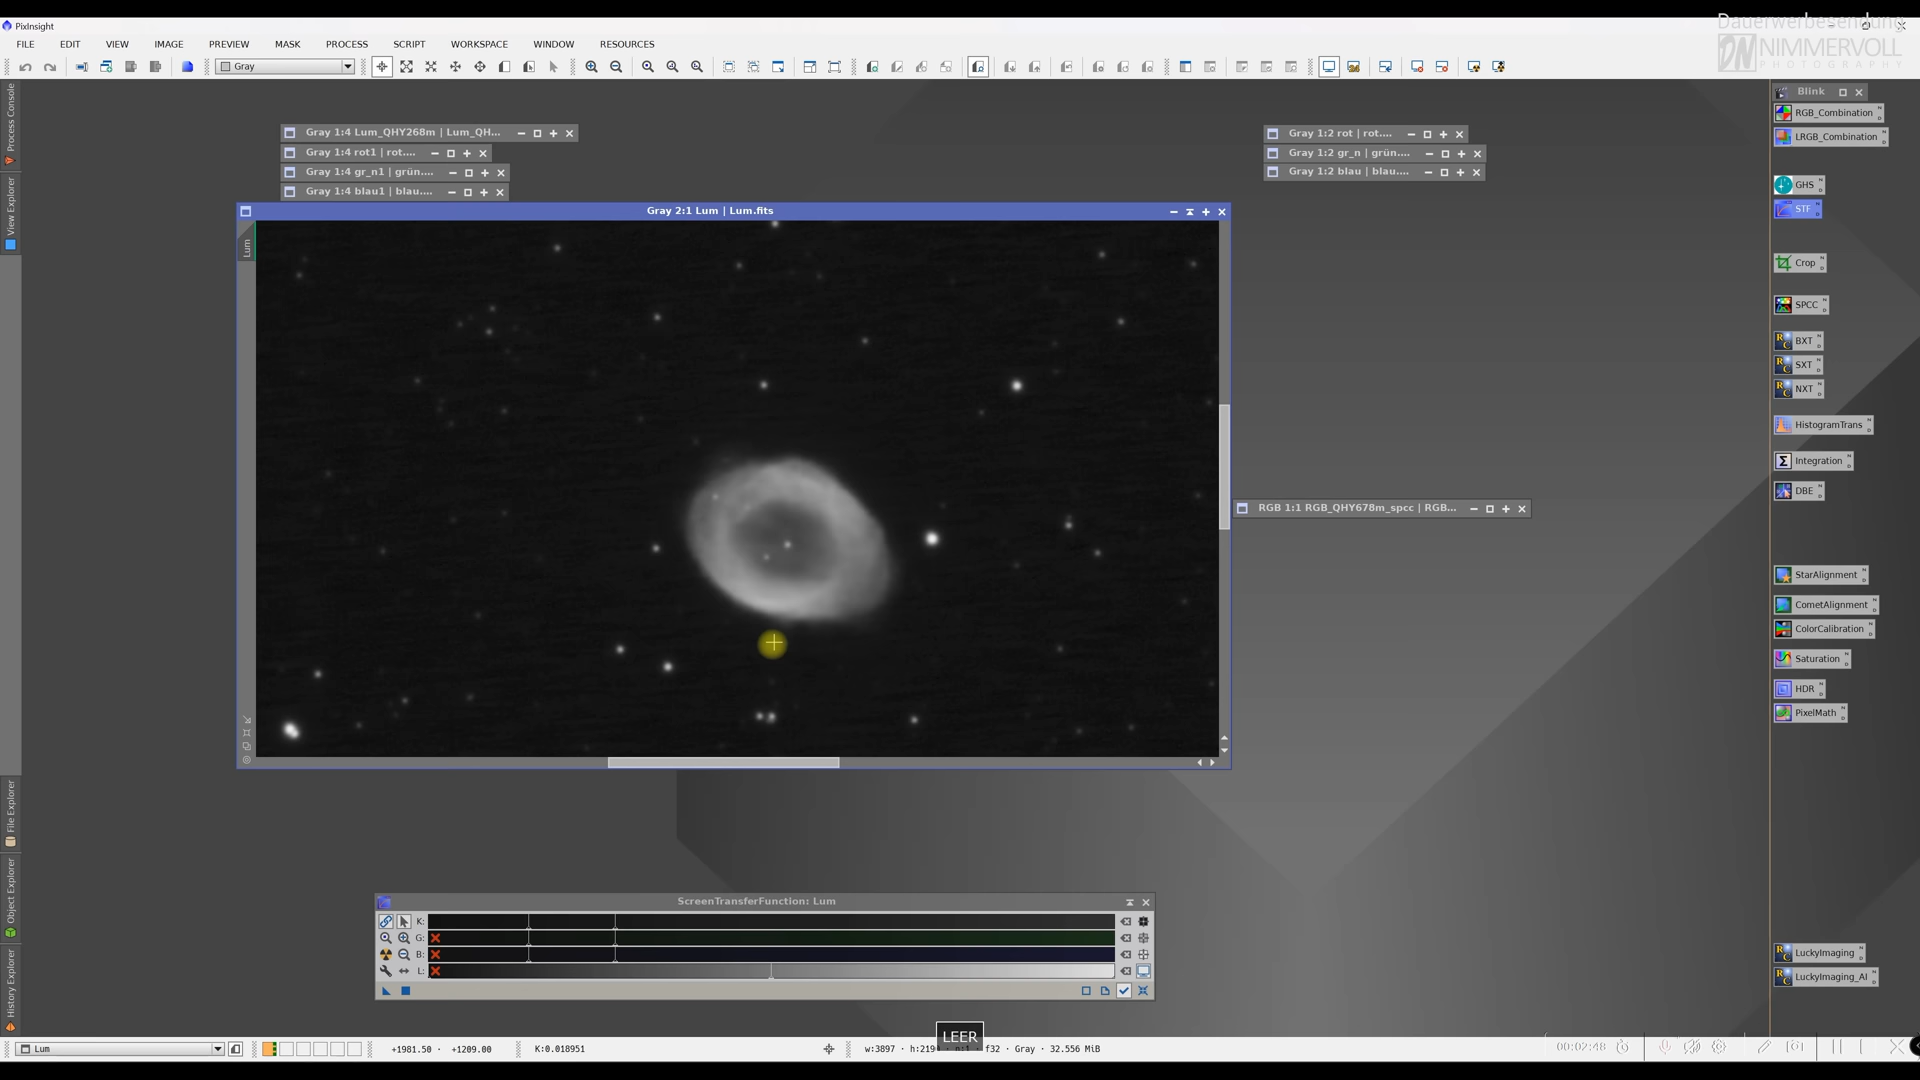 Dauerwerbesendung
PixInsight
NIMMERVOLL
PHOTOGRAPHY
FILE EDIT VIEW IMAGE PREVIEW MASK PROCESS SCRIPT WORKSPACE WINDOW RESOURCES
Gray
Process Console
View Explorer
File Explorer
Object Explorer
History Explorer
Gray 1:4 Lum_QHY268m | Lum_QH...
Gray 1:4 rot1 | rot....
Gray 1:4 gr_n1 | grün....
Gray 1:4 blau1 | blau....
Gray 1:2 rot | rot....
Gray 1:2 gr_n | grün....
Gray 1:2 blau | blau....
Gray 2:1 Lum | Lum.fits
Lum
RGB 1:1 RGB_QHY678m_spcc | RGB...
Blink
RGB_Combination
LRGB_Combination
GHS
STF
Crop
SPCC
BXT
SXT
NXT
HistogramTrans
Integration
DBE
StarAlignment
CometAlignment
ColorCalibration
Saturation
HDR
PixelMath
LuckyImaging
LuckyImaging_AI
ScreenTransferFunction: Lum
K:
G:
B:
L:
LEER
Lum
+1981.50 · +1209.00
K:0.018951
w:3897 · h:219 f32 · Gray · 32.556 MiB
00:02:48